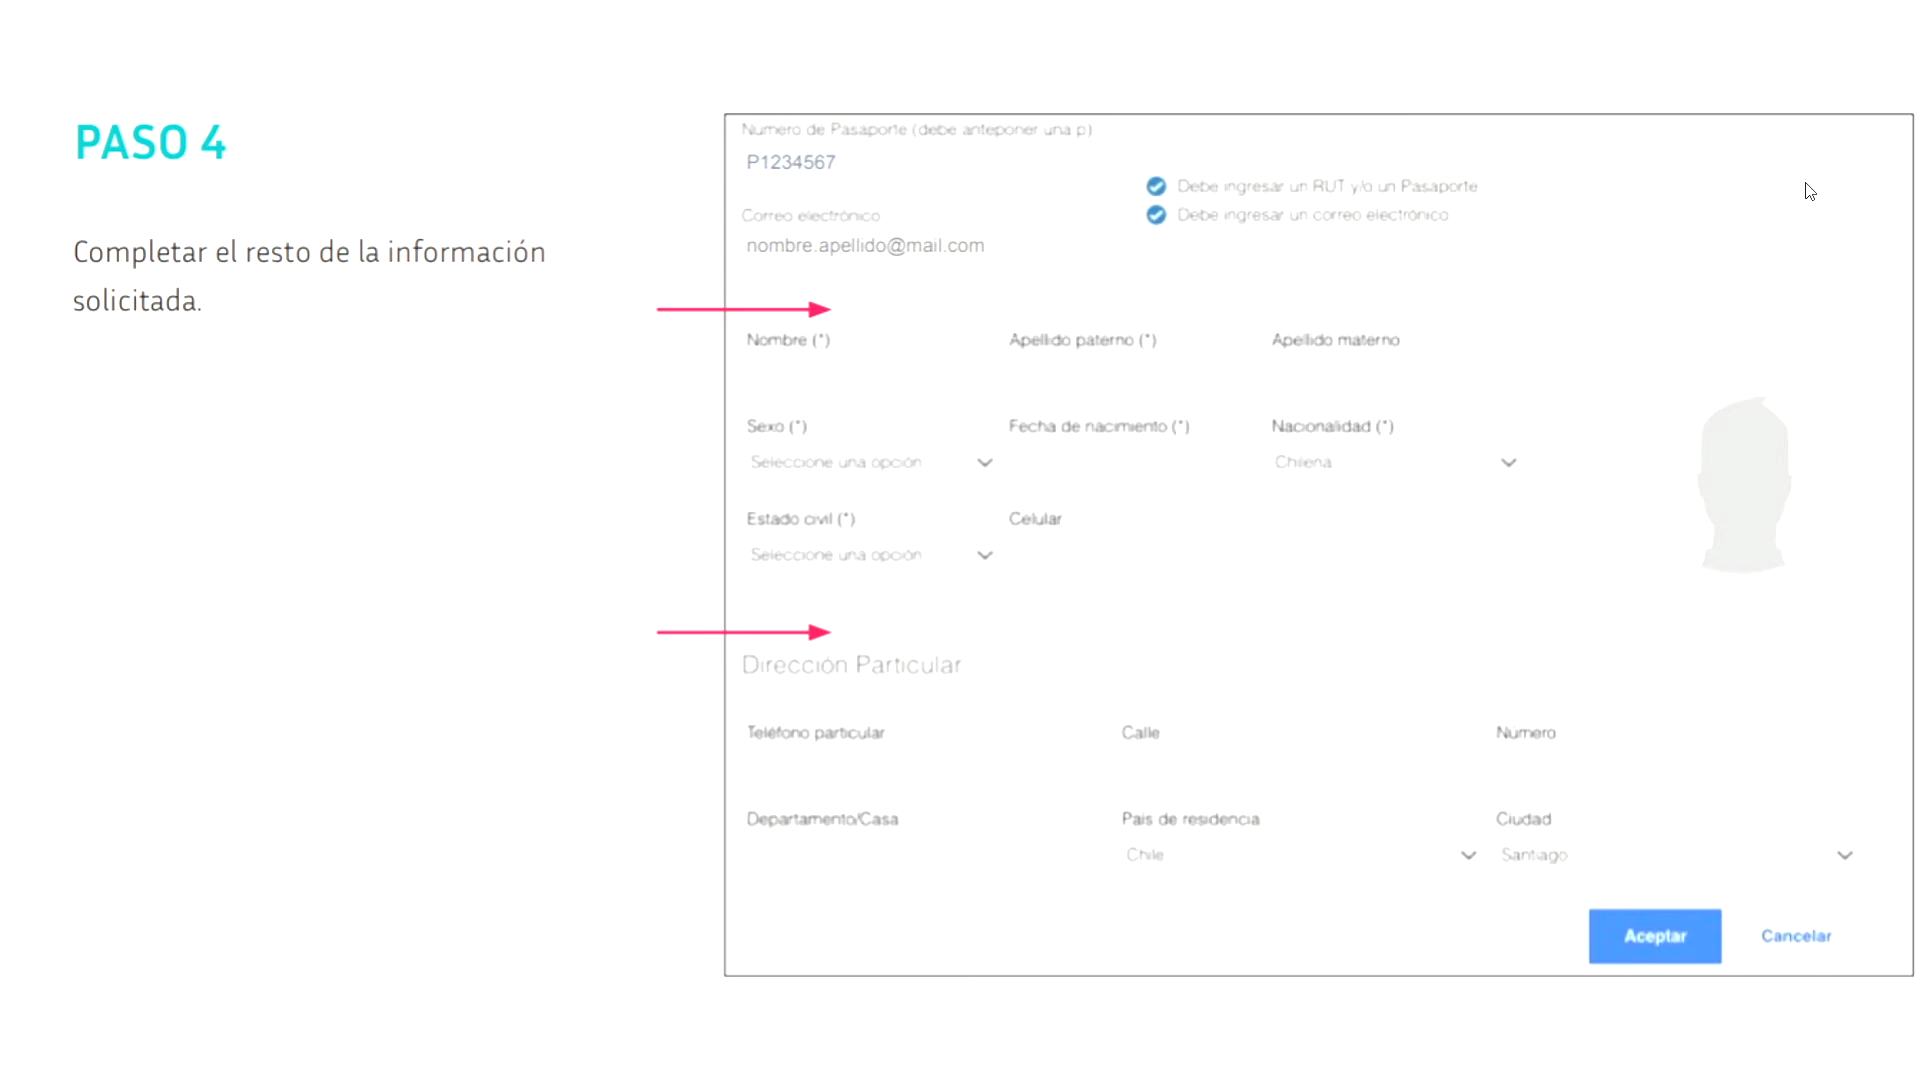 PASO 4
Completar el resto de la información
solicitada.
Numero de Pasaporte (debe anteponer una p)
P1234567
Debe ingresar un RUT y/o un Pasaporte
Correo electrónico
Debe ingresar un correo electrónico
nombre.apellido@mail.com
Nombre (*) Apellido paterno (*) Apellido materno
Sexo (*) Fecha de nacimiento (*) Nacionalidad (*)
Seleccione una opción Chilena
Estado civil (*) Celular
Seleccione una opción
Dirección Particular
Teléfono particular Calle Número
Departamento/Casa País de residencia Ciudad
Chile Santiago
Aceptar Cancelar